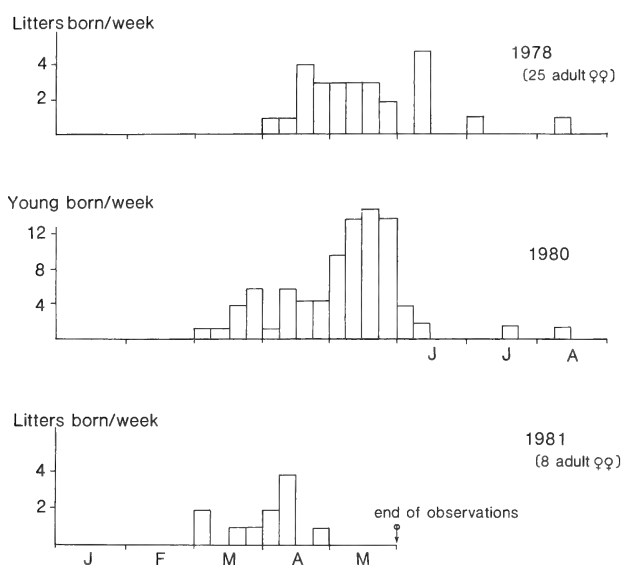 Litters born/week
4
2
1978
(25 adult ♀♀)
Young born/week
12
8
4
1980
J J A
Litters born/week
4
2
1981
(8 adult ♀♀)
end of observations
J F M A M